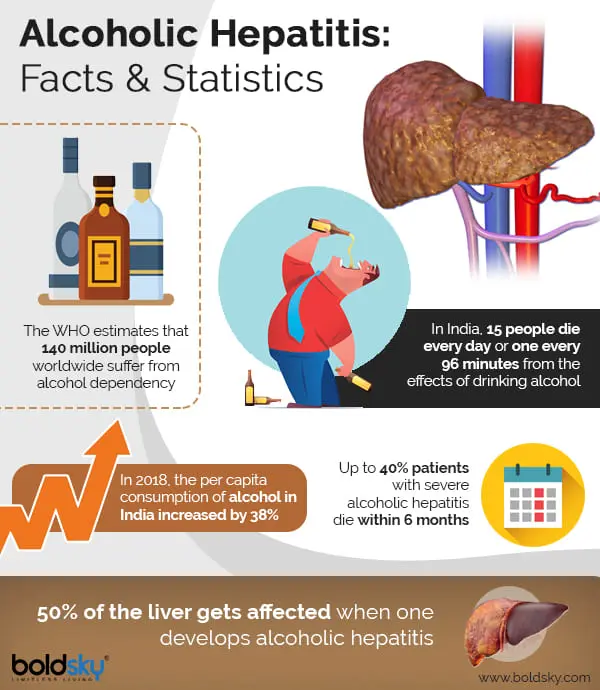 Alcoholic Hepatitis:
Facts & Statistics
The WHO estimates that
140 million people
worldwide suffer from
alcohol dependency
In India, 15 people die
every day or one every
96 minutes from the
effects of drinking alcohol
In 2018, the per capita
consumption of alcohol in
India increased by 38%
Up to 40% patients
with severe
alcoholic hepatitis
die within 6 months
50% of the liver gets affected when one
develops alcoholic hepatitis
boldsky
LIMITLESS LIVING
www.boldsky.com